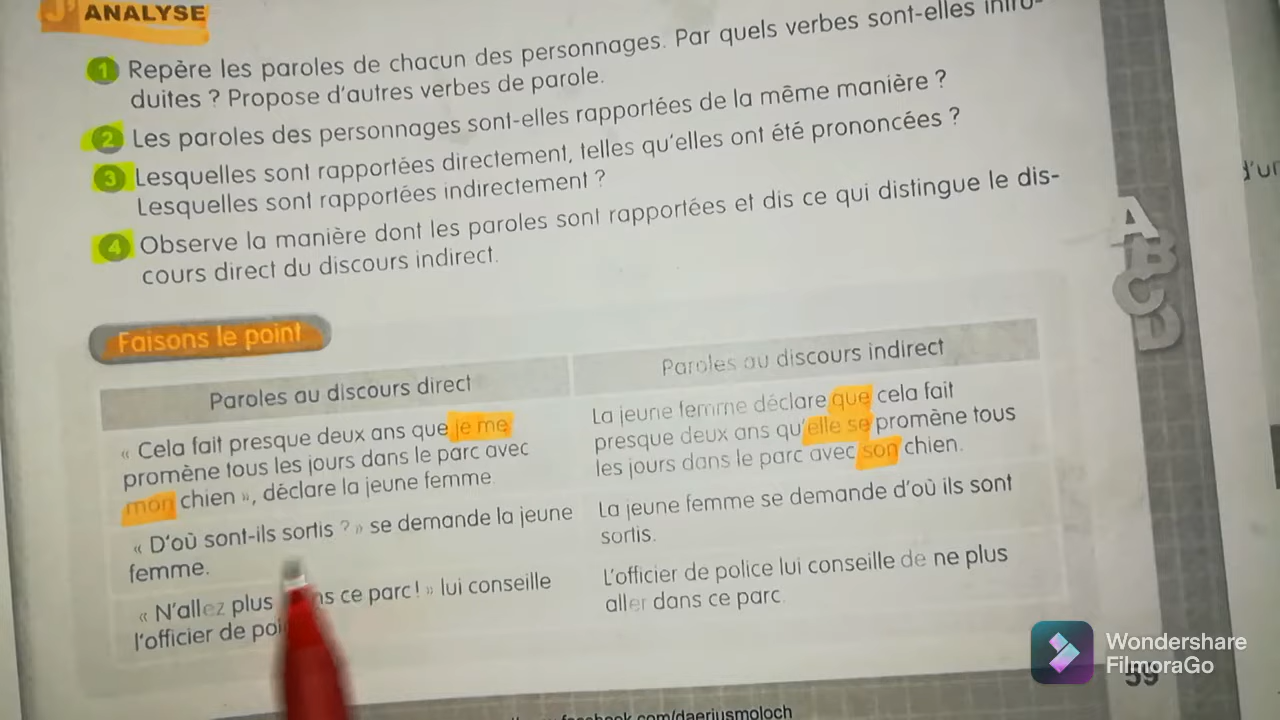 J'ANALYSE
1 Repère les paroles de chacun des personnages. Par quels verbes sont-elles intro-
duites ? Propose d'autres verbes de parole.
2 Les paroles des personnages sont-elles rapportées de la même manière ?
3 Lesquelles sont rapportées directement, telles qu'elles ont été prononcées ?
Lesquelles sont rapportées indirectement ?
4 Observe la manière dont les paroles sont rapportées et dis ce qui distingue le dis-
cours direct du discours indirect.
A
B
C
D
Faisons le point
Paroles au discours direct
« Cela fait presque deux ans que je me
promène tous les jours dans le parc avec
mon chien », déclare la jeune femme.
« D'où sont-ils sortis ? » se demande la jeune
femme.
« N'allez plus ns ce parc! » lui conseille
l'officier de
Paroles au discours indirect
La jeune femme déclare que cela fait
presque deux ans qu'elle se promène tous
les jours dans le parc avec son chien.
La jeune femme se demande d'où ils sont
sortis.
L'officier de police lui conseille de ne plus
aller dans ce parc.
59
d'un
facebook.com/daeriusmoloch
Wondershare
FilmoraGo